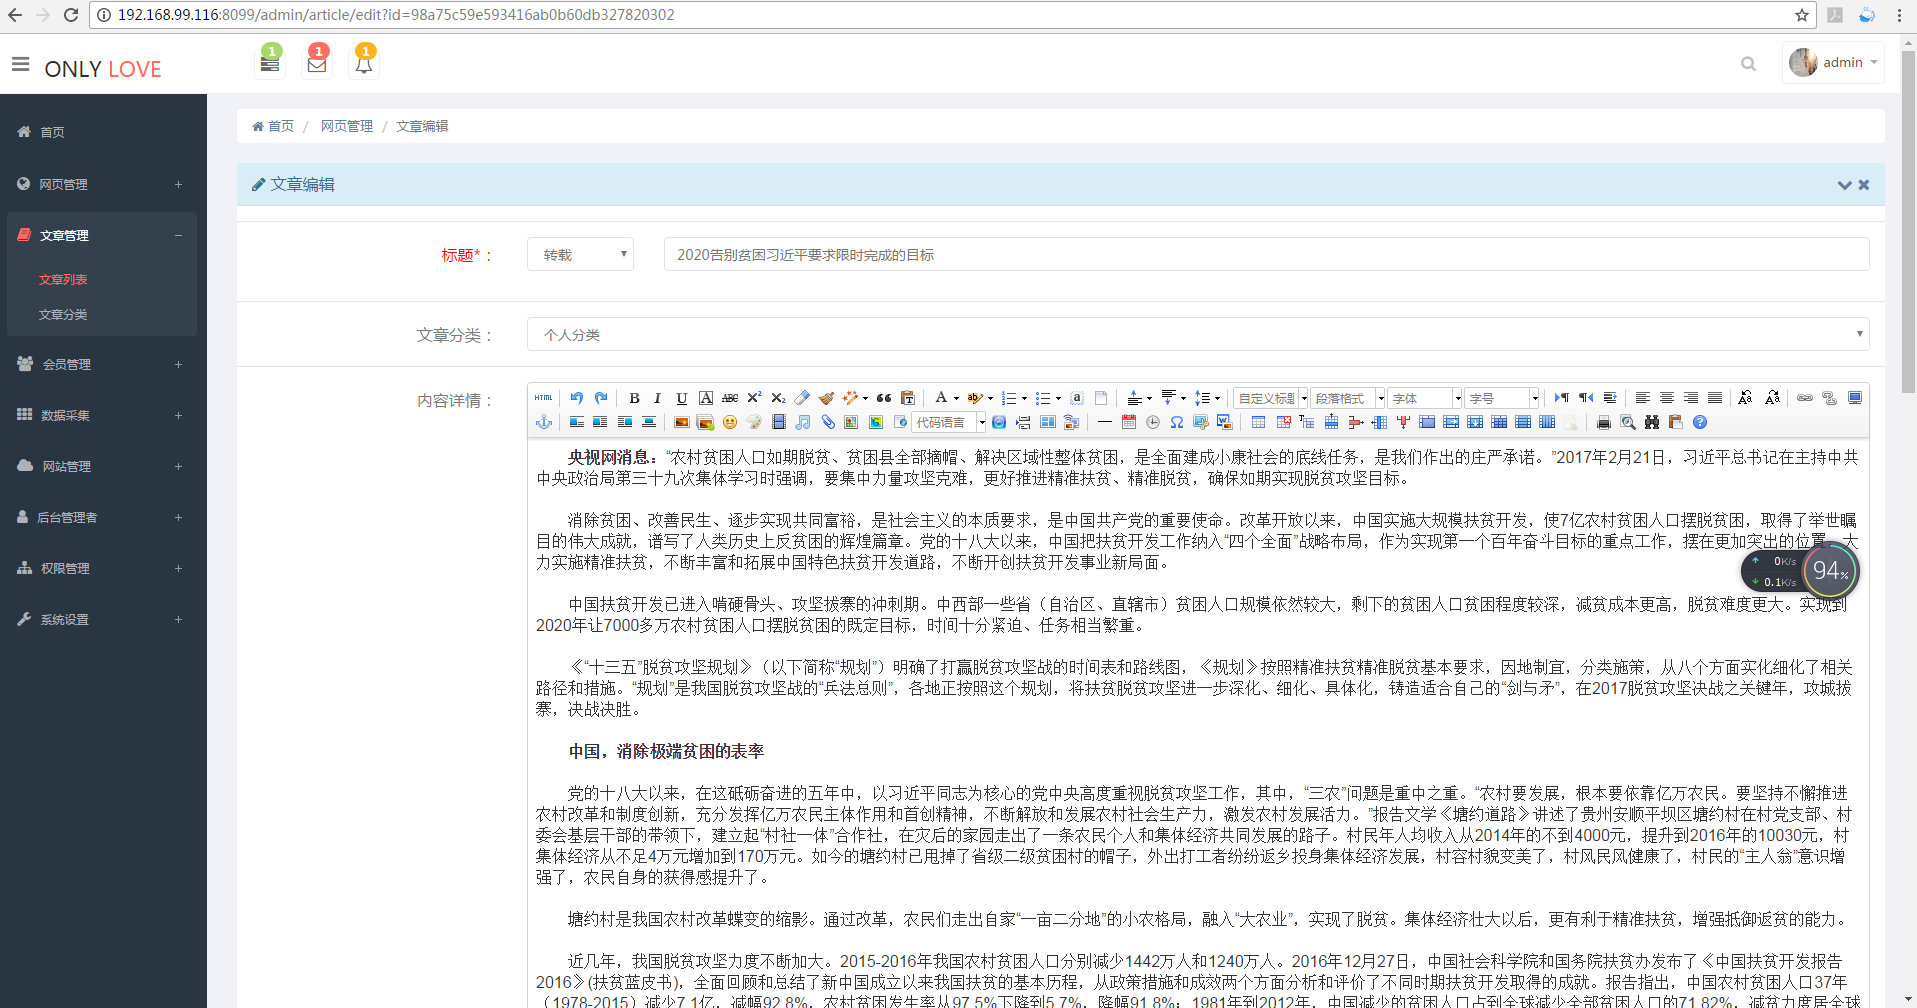 192.168.99.116:8099/admin/article/edit?id=98a75c59e593416ab0b60db327820302
ONLY LOVE
1
1
1
admin
首页
网页管理
文章管理
文章列表
文章分类
会员管理
数据采集
网站管理
后台管理者
权限管理
系统设置
首页 / 网页管理 / 文章编辑
文章编辑
标题*：
转载
2020告别贫困习近平要求限时完成的目标
文章分类：
个人分类
内容详情：
HTML
自定义标题
段落格式
字体
字号
代码语言
央视网消息：“农村贫困人口如期脱贫、贫困县全部摘帽、解决区域性整体贫困，是全面建成小康社会的底线任务，是我们作出的庄严承诺。”2017年2月21日，习近平总书记在主持中共
中央政治局第三十九次集体学习时强调，要集中力量攻坚克难，更好推进精准扶贫、精准脱贫，确保如期实现脱贫攻坚目标。
消除贫困、改善民生、逐步实现共同富裕，是社会主义的本质要求，是中国共产党的重要使命。改革开放以来，中国实施大规模扶贫开发，使7亿农村贫困人口摆脱贫困，取得了举世瞩
目的伟大成就，谱写了人类历史上反贫困的辉煌篇章。党的十八大以来，中国把扶贫开发工作纳入“四个全面”战略布局，作为实现第一个百年奋斗目标的重点工作，摆在更加突出的位置，大
力实施精准扶贫，不断丰富和拓展中国特色扶贫开发道路，不断开创扶贫开发事业新局面。
0K/s
0.1K/s
94%
中国扶贫开发已进入啃硬骨头、攻坚拔寨的冲刺期。中西部一些省（自治区、直辖市）贫困人口规模依然较大，剩下的贫困人口贫困程度较深，减贫成本更高，脱贫难度更大。实现到
2020年让7000多万农村贫困人口摆脱贫困的既定目标，时间十分紧迫、任务相当繁重。
《“十三五”脱贫攻坚规划》（以下简称“规划”）明确了打赢脱贫攻坚战的时间表和路线图，《规划》按照精准扶贫精准脱贫基本要求，因地制宜，分类施策，从八个方面实化细化了相关
路径和措施。“规划”是我国脱贫攻坚战的“兵法总则”，各地正按照这个规划，将扶贫脱贫攻坚进一步深化、细化、具体化，铸造适合自己的“剑与矛”，在2017脱贫攻坚决战之关键年，攻城拔
寨，决战决胜。
中国，消除极端贫困的表率
党的十八大以来，在这砥砺奋进的五年中，以习近平同志为核心的党中央高度重视脱贫攻坚工作，其中，“三农”问题是重中之重。“农村要发展，根本要依靠亿万农民。要坚持不懈推进
农村改革和制度创新，充分发挥亿万农民主体作用和首创精神，不断解放和发展农村社会生产力，激发农村发展活力。”报告文学《塘约道路》讲述了贵州安顺平坝区塘约村在村党支部、村
委会基层干部的带领下，建立起“村社一体”合作社，在灾后的家园走出了一条农民个人和集体经济共同发展的路子。村民年人均收入从2014年的不到4000元，提升到2016年的10030元，村
集体经济从不足4万元增加到170万元。如今的塘约村已甩掉了省级二级贫困村的帽子，外出打工者纷纷返乡投身集体经济发展，村容村貌变美了，村风民风健康了，村民的“主人翁”意识增
强了，农民自身的获得感提升了。
塘约村是我国农村改革蝶变的缩影。通过改革，农民们走出自家“一亩二分地”的小农格局，融入“大农业”，实现了脱贫。集体经济壮大以后，更有利于精准扶贫，增强抵御返贫的能力。
近几年，我国脱贫攻坚力度不断加大。2015-2016年我国农村贫困人口分别减少1442万人和1240万人。2016年12月27日，中国社会科学院和国务院扶贫办发布了《中国扶贫开发报告
2016》(扶贫蓝皮书)，全面回顾和总结了新中国成立以来我国扶贫的基本历程，从政策措施和成效两个方面分析和评价了不同时期扶贫开发取得的成就。报告指出，中国农村贫困人口37年
（1978-2015）减少7.1亿，减幅92.8%，农村贫困发生率从97.5%下降到5.7%，降幅91.8%；1981年到2012年，中国减少的贫困人口占到全球减少全部贫困人口的71.82%，减贫力度居全球